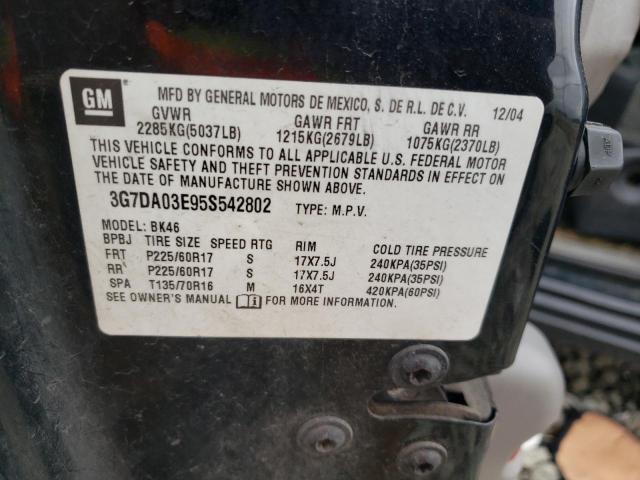 GM
MFD BY GENERAL MOTORS DE MEXICO, S. DE R.L. DE C.V. 12/04
GVWR GAWR FRT GAWR RR
2285KG(5037LB) 1215KG(2679LB) 1075KG(2370LB)
THIS VEHICLE CONFORMS TO ALL APPLICABLE U.S. FEDERAL MOTOR
VEHICLE SAFETY AND THEFT PREVENTION STANDARDS IN EFFECT ON
THE DATE OF MANUFACTURE SHOWN ABOVE.
3G7DA03E95S542802 TYPE: M.P.V.
MODEL: BK46
BPBJ TIRE SIZE SPEED RTG RIM COLD TIRE PRESSURE
FRT P225/60R17 S 17X7.5J 240KPA(35PSI)
RR P225/60R17 S 17X7.5J 240KPA(35PSI)
SPA T135/70R16 M 16X4T 420KPA(60PSI)
SEE OWNER'S MANUAL FOR MORE INFORMATION.